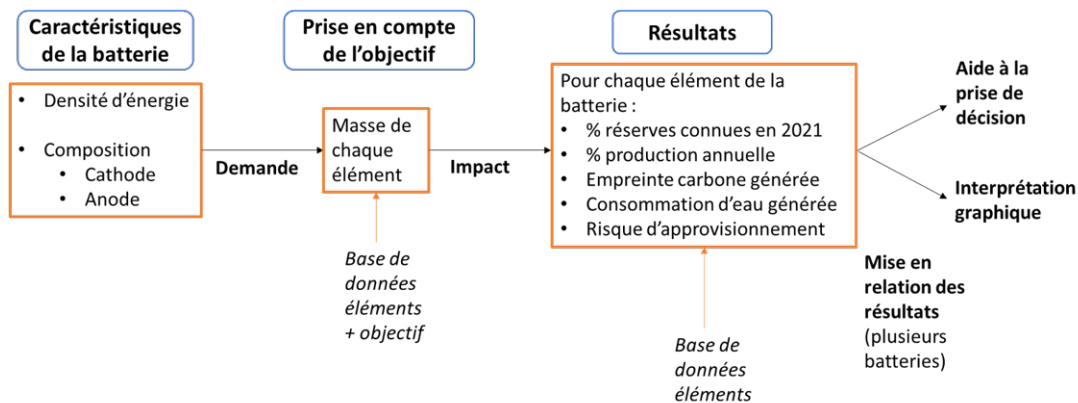 Caractéristiques
de la batterie
Prise en compte
de l'objectif
Résultats
• Densité d'énergie
• Composition
• Cathode
• Anode
Demande
Masse de
chaque
élément
Impact
Pour chaque élément de la
batterie :
• % réserves connues en 2021
• % production annuelle
• Empreinte carbone générée
• Consommation d'eau générée
• Risque d'approvisionnement
Aide à la
prise de
décision
Interprétation
graphique
Base de
données
éléments
+ objectif
Base de
données
éléments
Mise en
relation des
résultats
(plusieurs
batteries)